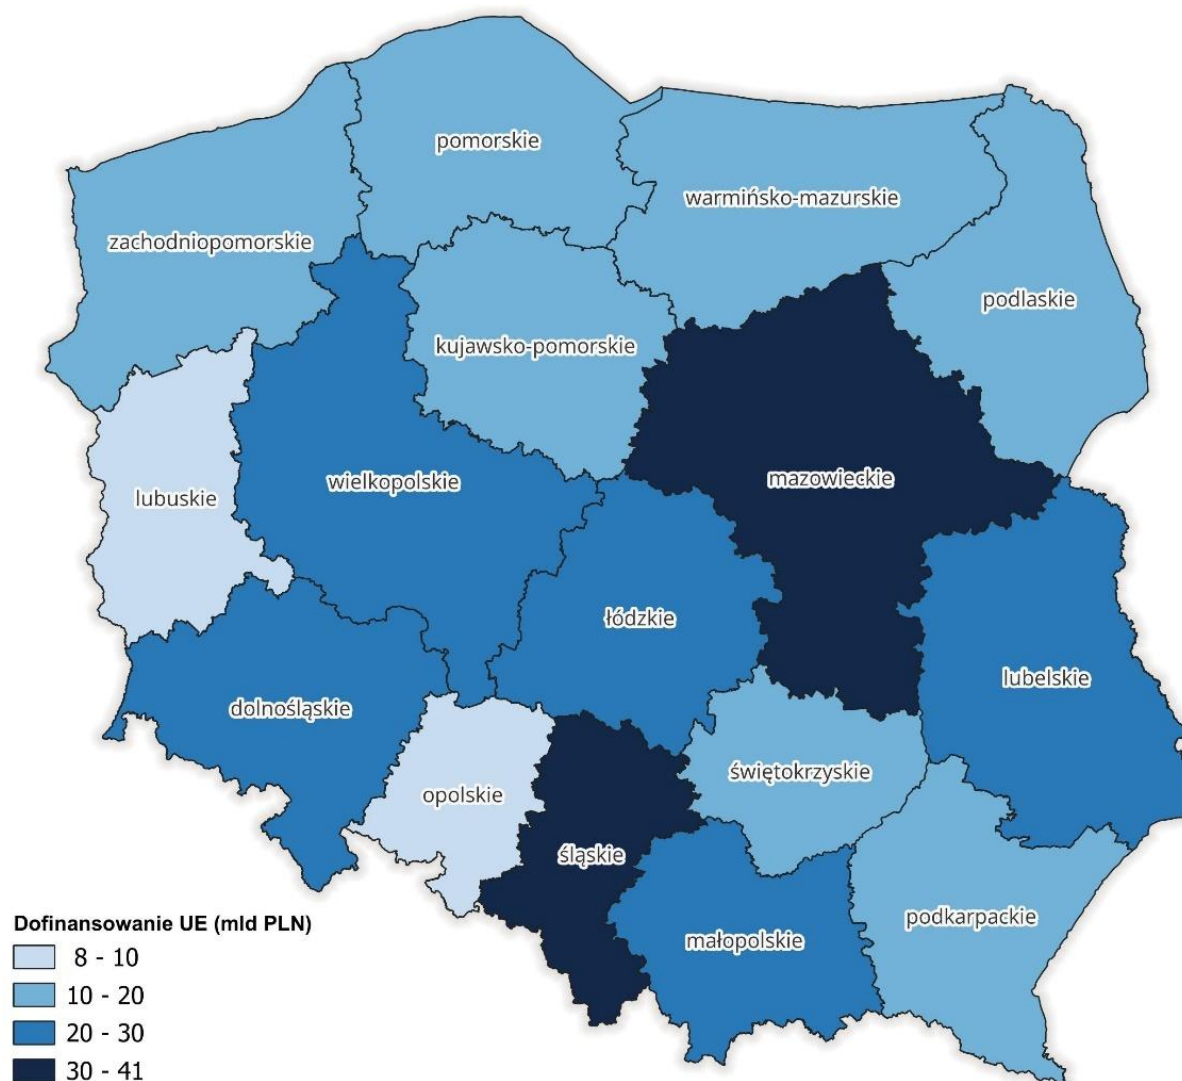 pomorskie
warmińsko-mazurskie
zachodniopomorskie
podlaskie
kujawsko-pomorskie
mazowieckie
wielkopolskie
lubuskie
łódzkie
lubelskie
dolnośląskie
świętokrzyskie
opolskie
śląskie
podkarpackie
małopolskie
Dofinansowanie UE (mld PLN)
8 - 10
10 - 20
20 - 30
30 - 41